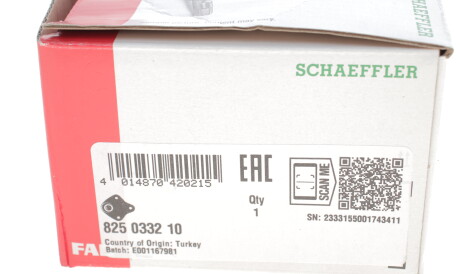 SCHAEFFLER
SCHAEFFLER
4 014870 420215
EAC
SCAN ME
Qty
1
825 0332 10
SN: 2333155001743411
Country of Origin: Turkey
Batch: E001167981
FA